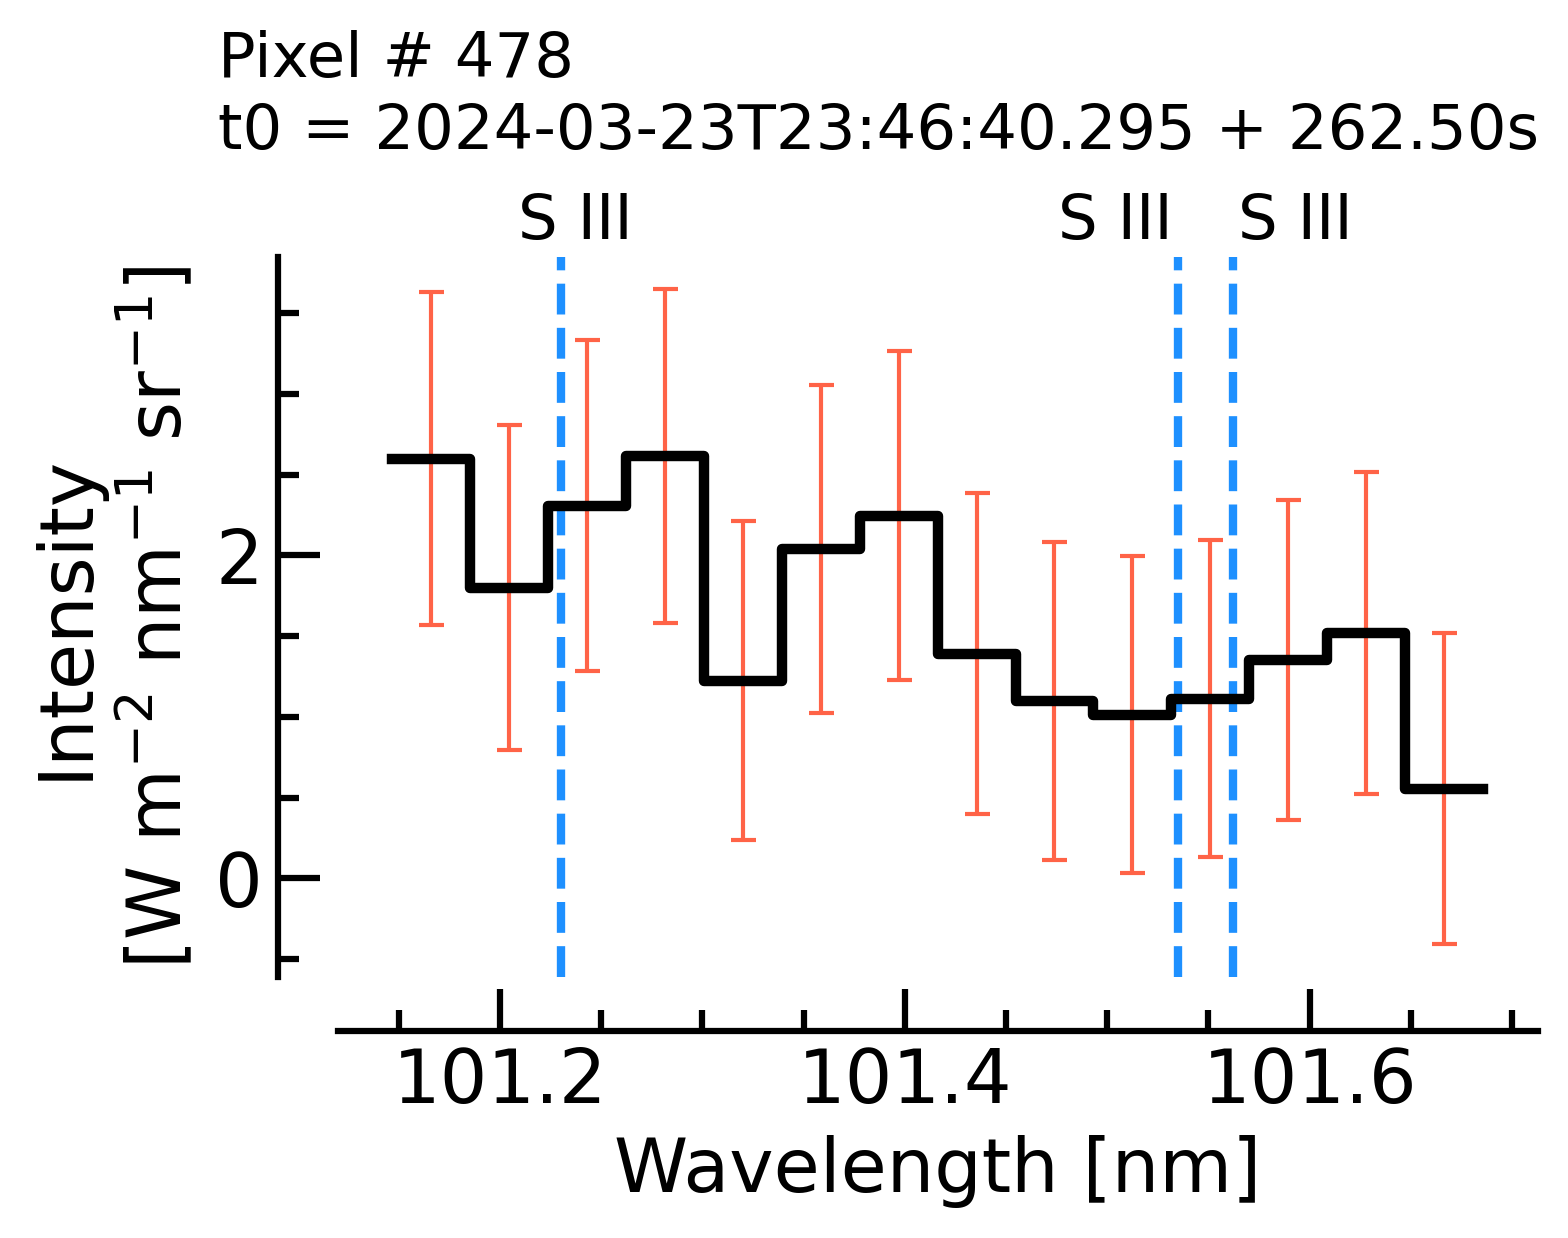 Pixel # 478
t0 = 2024-03-23T23:46:40.295 + 262.50s
S III S III S III
Intensity
[W m⁻² nm⁻¹ sr⁻¹]
2
0
101.2 101.4 101.6
Wavelength [nm]